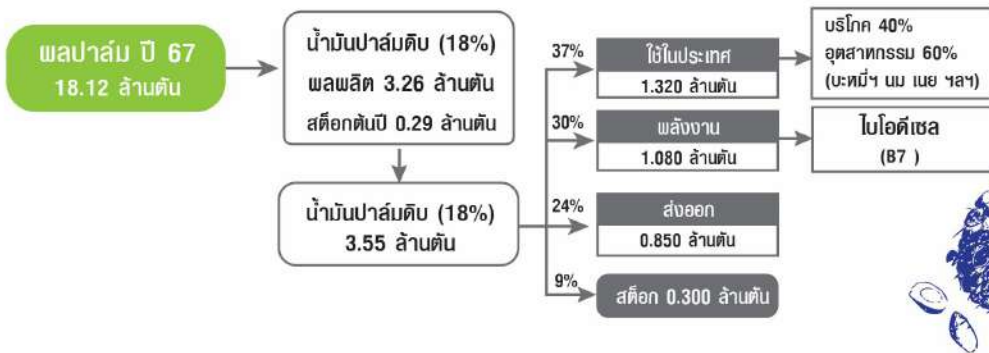 ผลปาล์ม ปี 67
18.12 ล้านตัน
น้ำมันปาล์มดิบ (18%)
ผลผลิต 3.26 ล้านตัน
สต็อกต้นปี 0.29 ล้านตัน
น้ำมันปาล์มดิบ (18%)
3.55 ล้านตัน
37%
ใช้ในประเทศ
1.320 ล้านตัน
บริโภค 40%
อุตสาหกรรม 60%
(บะหมี่ฯ นม เนย ฯลฯ)
30%
พลังงาน
1.080 ล้านตัน
ไบโอดีเซล
(B7 )
24%
ส่งออก
0.850 ล้านตัน
9%
สต็อก 0.300 ล้านตัน